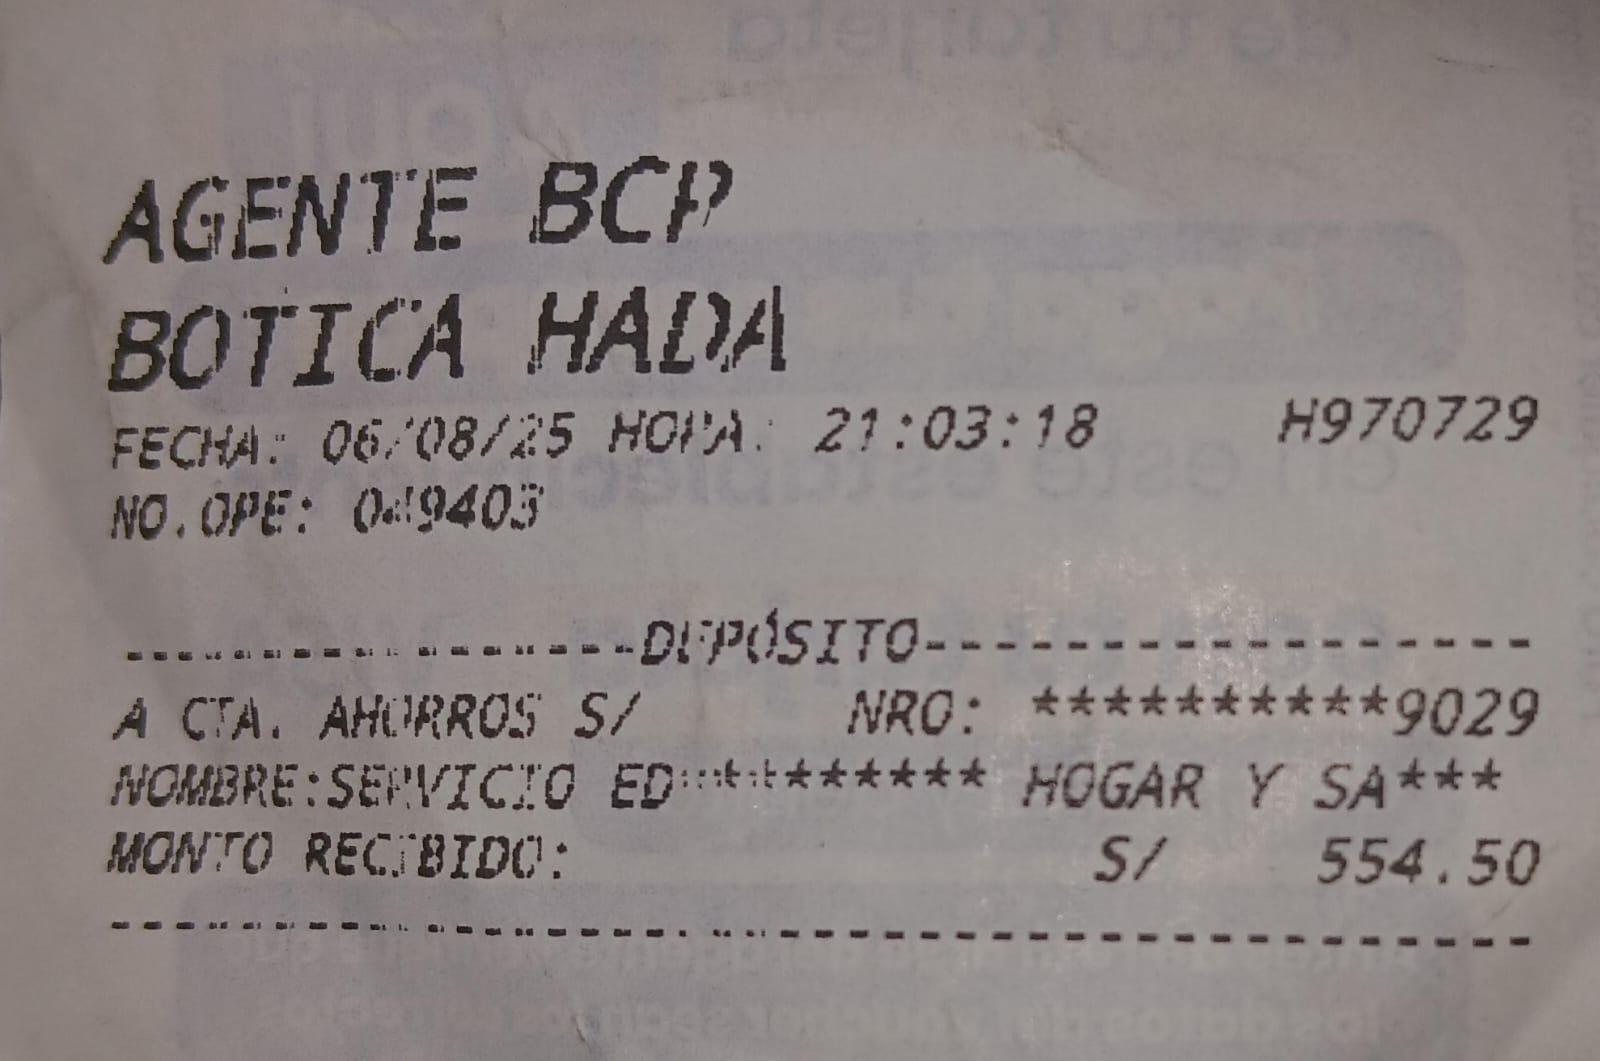 AGENTE BCP
BOTICA HADA
FECHA: 06/08/25 HORA: 21:03:18 H970729
NO.OPE: 049403
------------------DEPÓSITO------------------
A CTA. AHORROS S/ NRO: **********9029
NOMBRE:SERVICIO ED********* HOGAR Y SA***
MONTO RECIBIDO: S/ 554.50